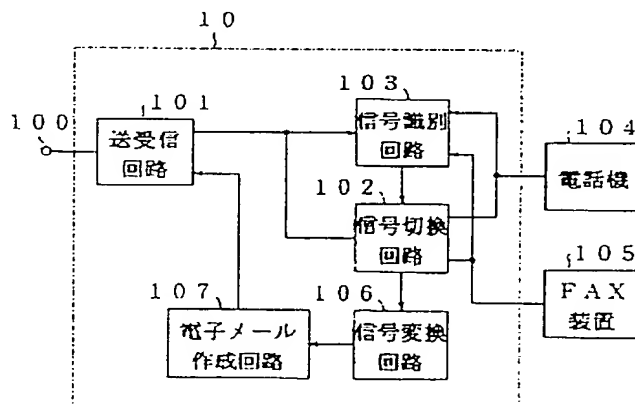 １０
１０３
１０１
１００
送受信
回路
信号識別
回路
１０４
電話機
１０２
信号切換
回路
１０５
ＦＡＸ
装置
１０７
１０６
電子メール
作成回路
信号変換
回路